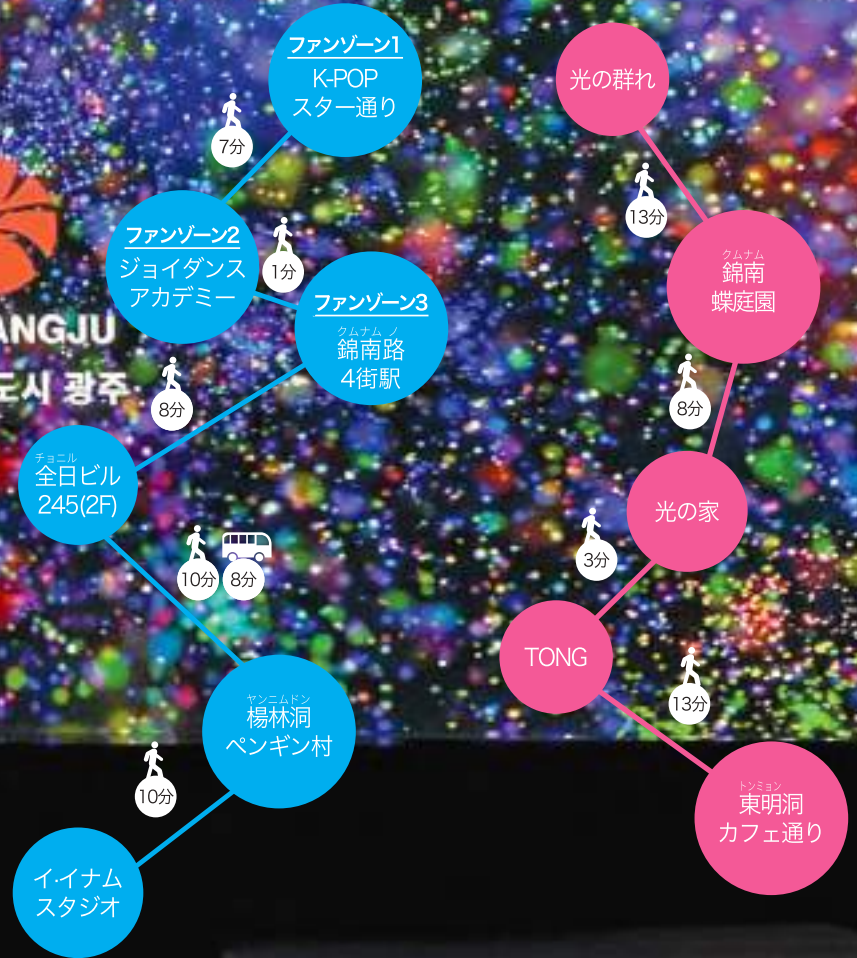 ファンゾーン1
K-POP
スター通り
7分
ファンゾーン2
ジョイダンス
アカデミー
1分
ファンゾーン3
クムナム ノ
錦南路
4街駅
8分
チョニル
全日ビル
245(2F)
10分
8分
ヤンニムドン
楊林洞
ペンギン村
10分
イ·イナム
スタジオ
光の群れ
13分
クムナム
錦南
蝶庭園
8分
光の家
3分
TONG
13分
トンミョン
東明洞
カフェ通り
ANGJU
도시 광주